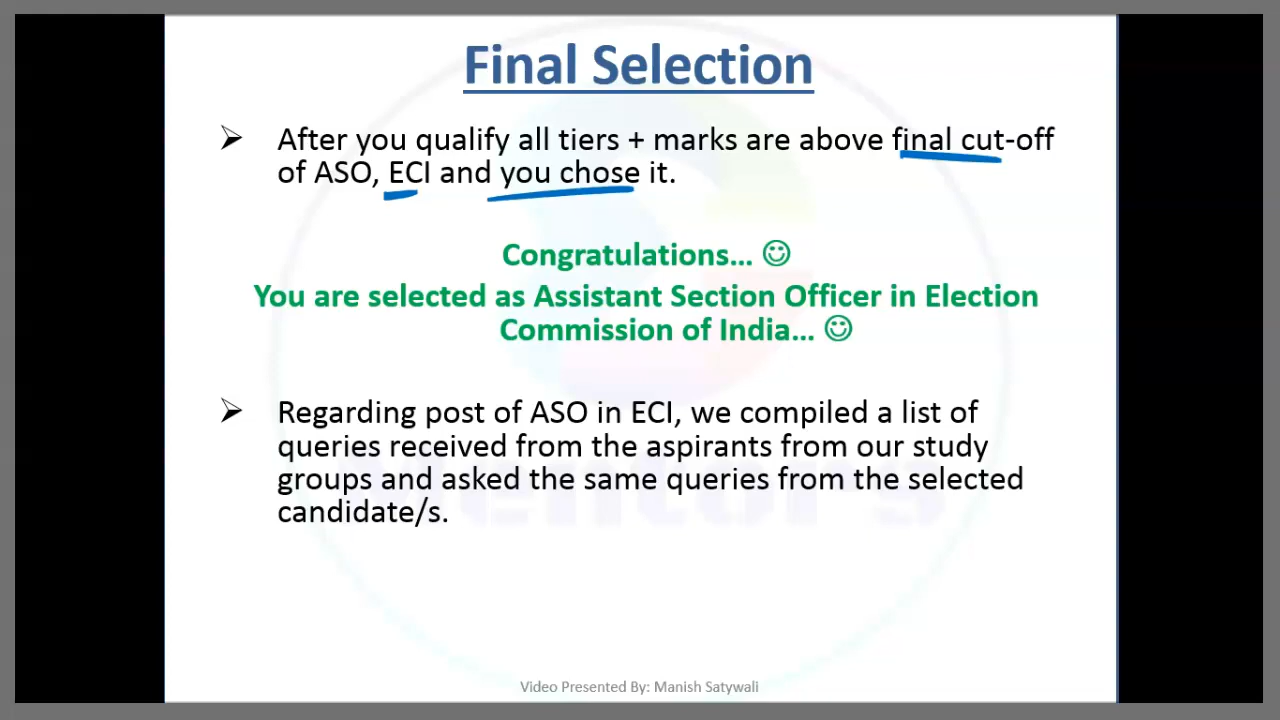 Final Selection
After you qualify all tiers + marks are above final cut-off
of ASO, ECI and you chose it.
Congratulations... ☺
You are selected as Assistant Section Officer in Election
Commission of India... ☺
Regarding post of ASO in ECI, we compiled a list of
queries received from the aspirants from our study
groups and asked the same queries from the selected
candidate/s.
Video Presented By: Manish Satywali